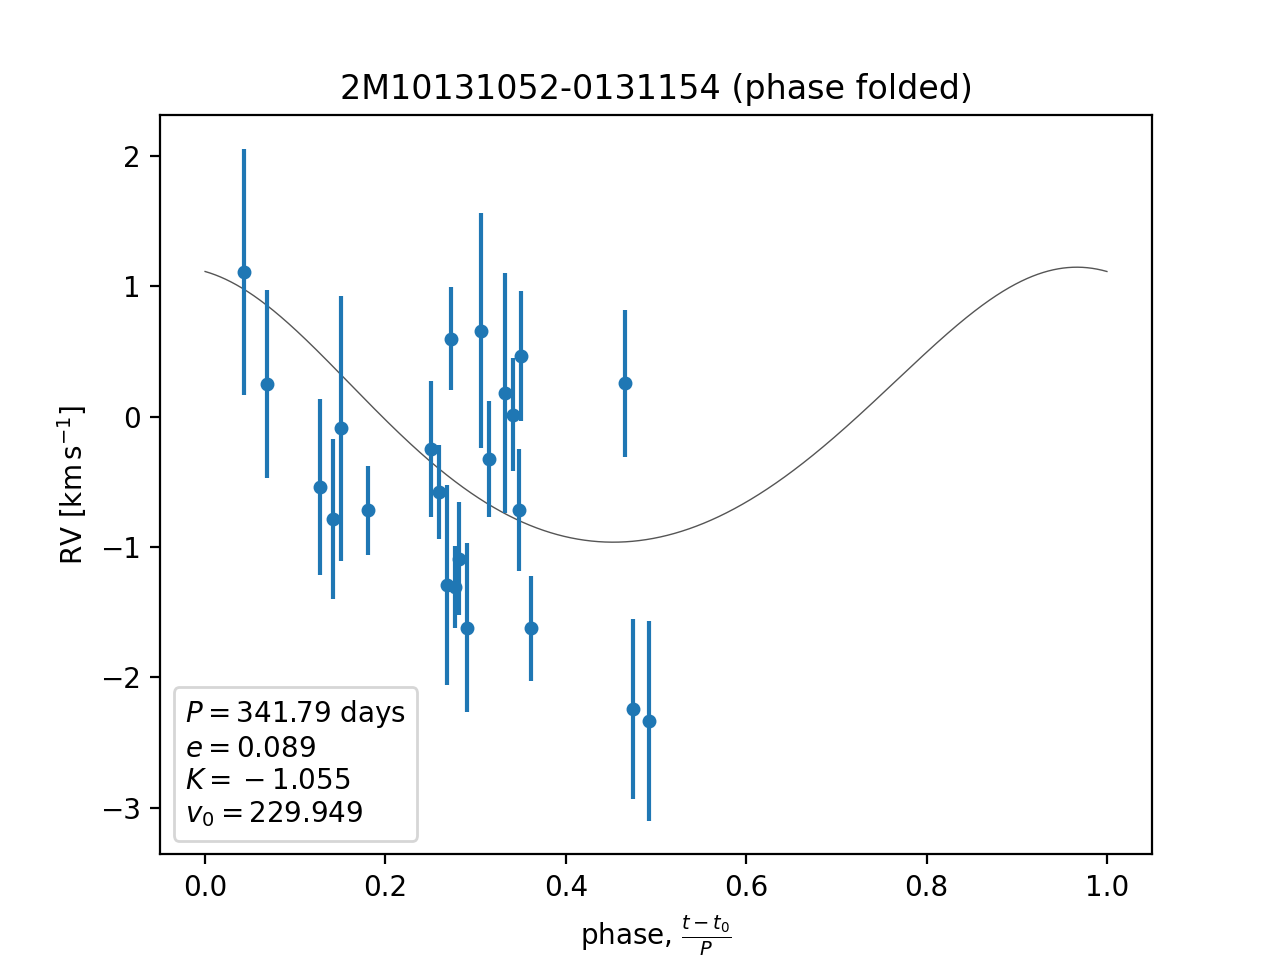 2M10131052-0131154 (phase folded)
RV [km s⁻¹]
2
1
0
−1
−2
−3
P = 341.79 days
e = 0.089
K = −1.055
v₀ = 229.949
0.0 0.2 0.4 0.6 0.8 1.0
phase, (t − t₀)/P